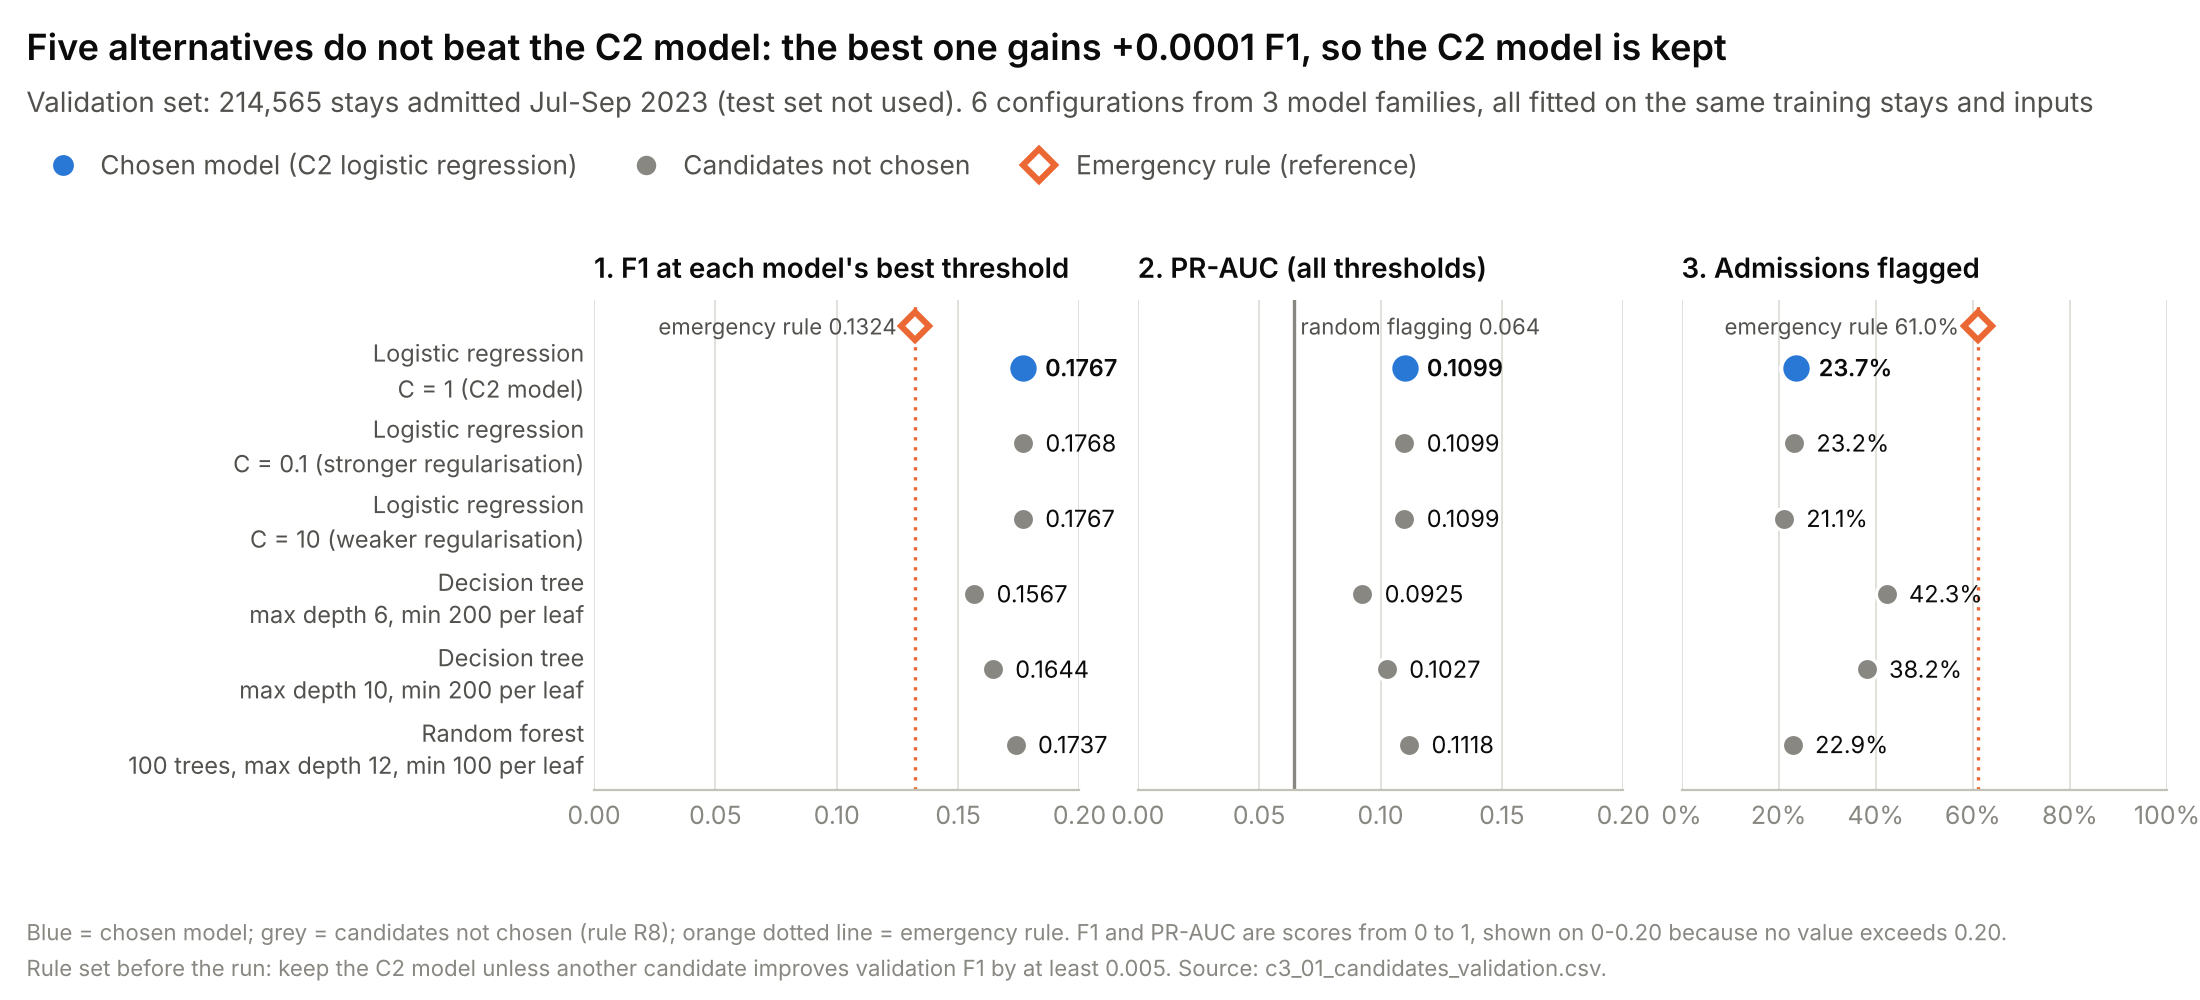 Five alternatives do not beat the C2 model: the best one gains +0.0001 F1, so the C2 model is kept
Validation set: 214,565 stays admitted Jul-Sep 2023 (test set not used). 6 configurations from 3 model families, all fitted on the same training stays and inputs
Chosen model (C2 logistic regression)
Candidates not chosen
Emergency rule (reference)
1. F1 at each model's best threshold
2. PR-AUC (all thresholds)
3. Admissions flagged
emergency rule 0.1324
random flagging 0.064
emergency rule 61.0%
Logistic regression
C = 1 (C2 model)
0.1767
0.1099
23.7%
Logistic regression
C = 0.1 (stronger regularisation)
0.1768
0.1099
23.2%
Logistic regression
C = 10 (weaker regularisation)
0.1767
0.1099
21.1%
Decision tree
max depth 6, min 200 per leaf
0.1567
0.0925
42.3%
Decision tree
max depth 10, min 200 per leaf
0.1644
0.1027
38.2%
Random forest
100 trees, max depth 12, min 100 per leaf
0.1737
0.1118
22.9%
0.00 0.05 0.10 0.15 0.20
0.00 0.05 0.10 0.15 0.20
0% 20% 40% 60% 80% 100%
Blue = chosen model; grey = candidates not chosen (rule R8); orange dotted line = emergency rule. F1 and PR-AUC are scores from 0 to 1, shown on 0-0.20 because no value exceeds 0.20.
Rule set before the run: keep the C2 model unless another candidate improves validation F1 by at least 0.005. Source: c3_01_candidates_validation.csv.